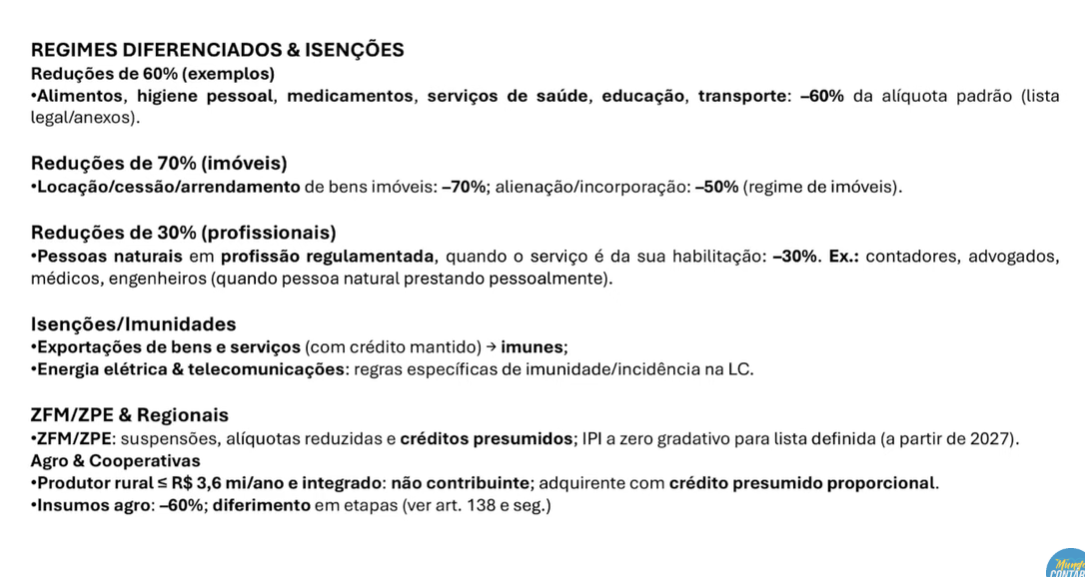 REGIMES DIFERENCIADOS & ISENÇÕES
Reduções de 60% (exemplos)
•Alimentos, higiene pessoal, medicamentos, serviços de saúde, educação, transporte: –60% da alíquota padrão (lista
legal/anexos).
Reduções de 70% (imóveis)
•Locação/cessão/arrendamento de bens imóveis: –70%; alienação/incorporação: –50% (regime de imóveis).
Reduções de 30% (profissionais)
•Pessoas naturais em profissão regulamentada, quando o serviço é da sua habilitação: –30%. Ex.: contadores, advogados,
médicos, engenheiros (quando pessoa natural prestando pessoalmente).
Isenções/Imunidades
•Exportações de bens e serviços (com crédito mantido) → imunes;
•Energia elétrica & telecomunicações: regras específicas de imunidade/incidência na LC.
ZFM/ZPE & Regionais
•ZFM/ZPE: suspensões, alíquotas reduzidas e créditos presumidos; IPI a zero gradativo para lista definida (a partir de 2027).
Agro & Cooperativas
•Produtor rural ≤ R$ 3,6 mi/ano e integrado: não contribuinte; adquirente com crédito presumido proporcional.
•Insumos agro: –60%; diferimento em etapas (ver art. 138 e seg.)